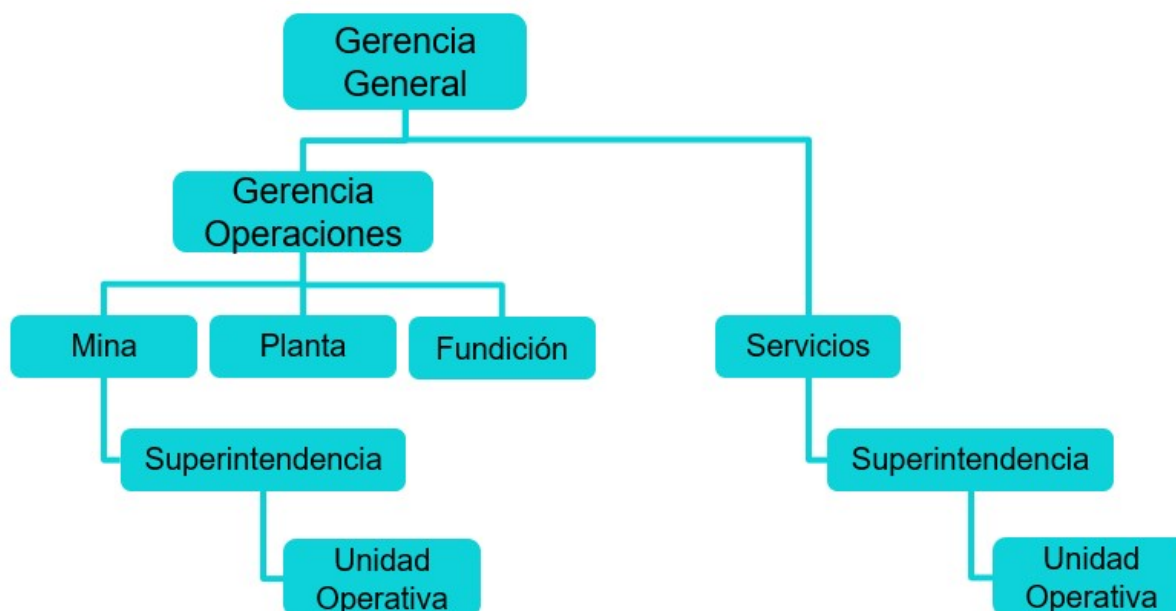 Gerencia
General
Gerencia
Operaciones
Mina
Planta
Fundición
Servicios
Superintendencia
Superintendencia
Unidad
Operativa
Unidad
Operativa